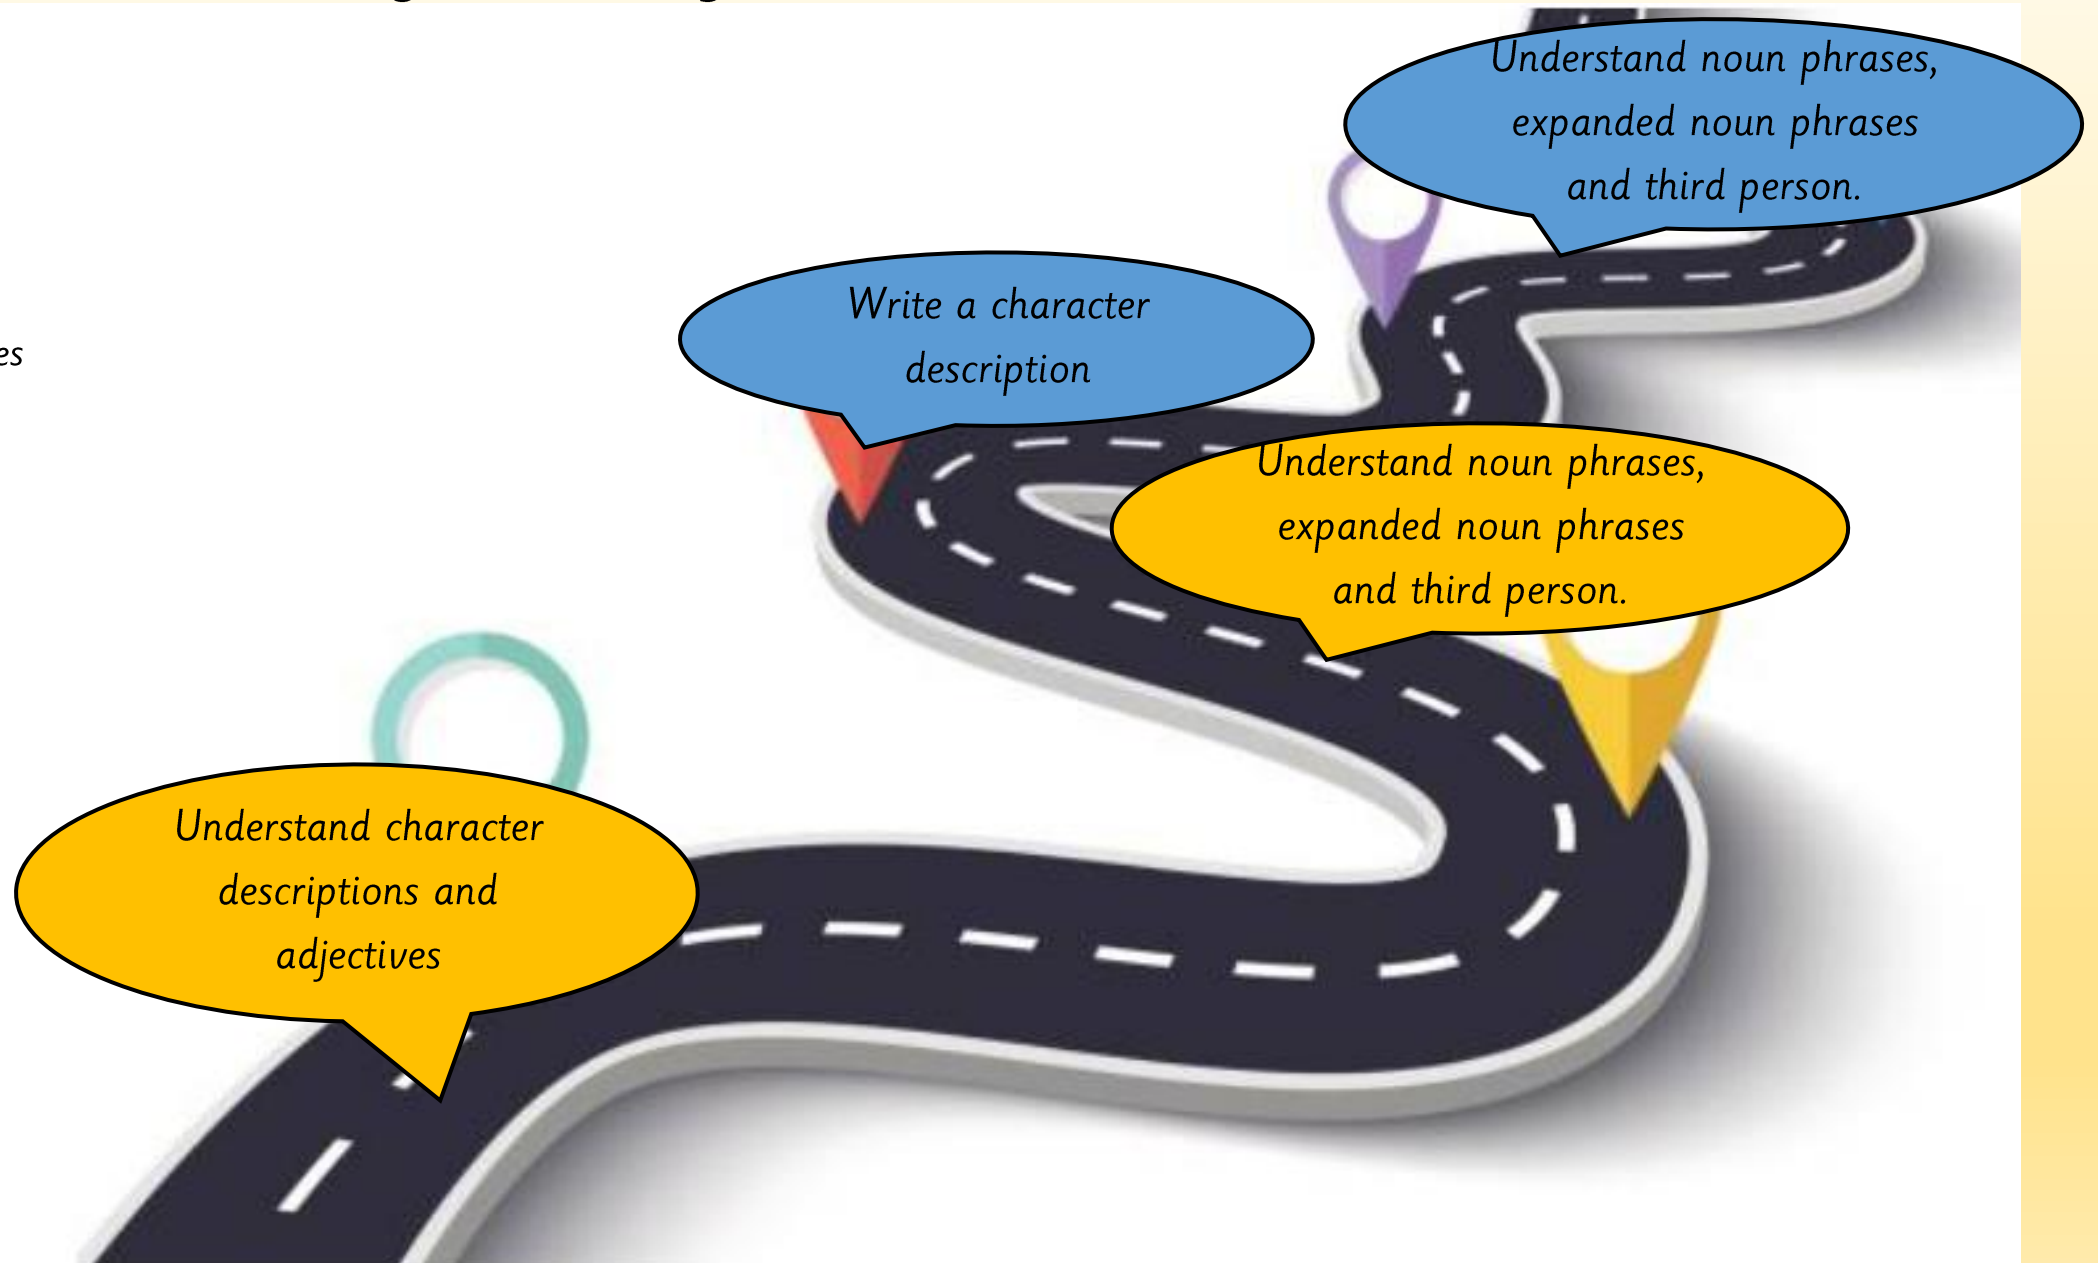 Understand noun phrases,
expanded noun phrases
and third person.
Write a character
description
es
Understand noun phrases,
expanded noun phrases
and third person.
Understand character
descriptions and
adjectives